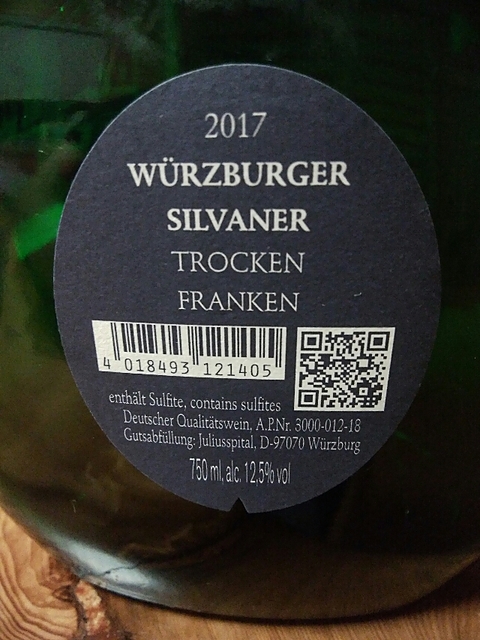 2017
WÜRZBURGER
SILVANER
TROCKEN
FRANKEN
4 018493 121405
enthält Sulfite, contains sulfites
Deutscher Qualitätswein, A.P.Nr. 3000-012-18
Gutsabfüllung: Juliusspital, D-97070 Würzburg
750 ml, alc. 12.5% vol